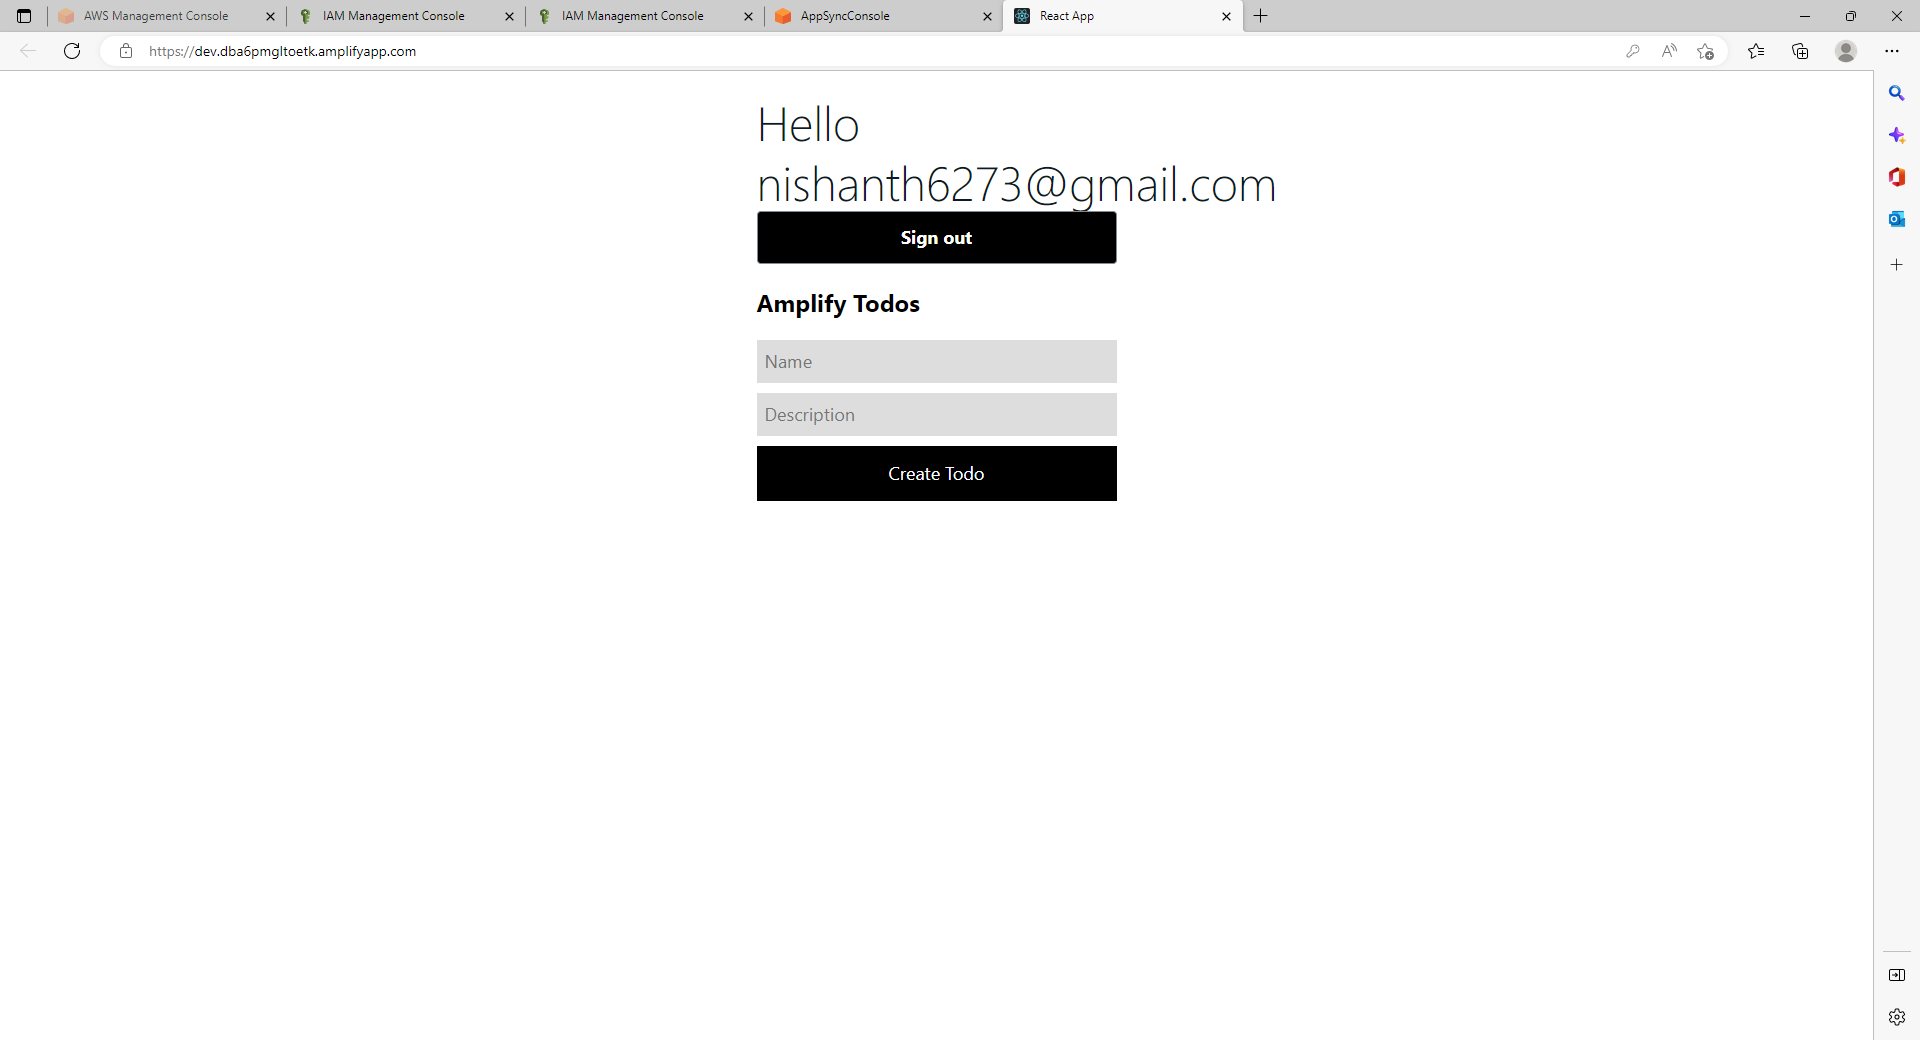 AWS Management Console
IAM Management Console
IAM Management Console
AppSyncConsole
React App
https://dev.dba6pmgltoetk.amplifyapp.com
Hello
nishanth6273@gmail.com
Sign out
Amplify Todos
Name
Description
Create Todo